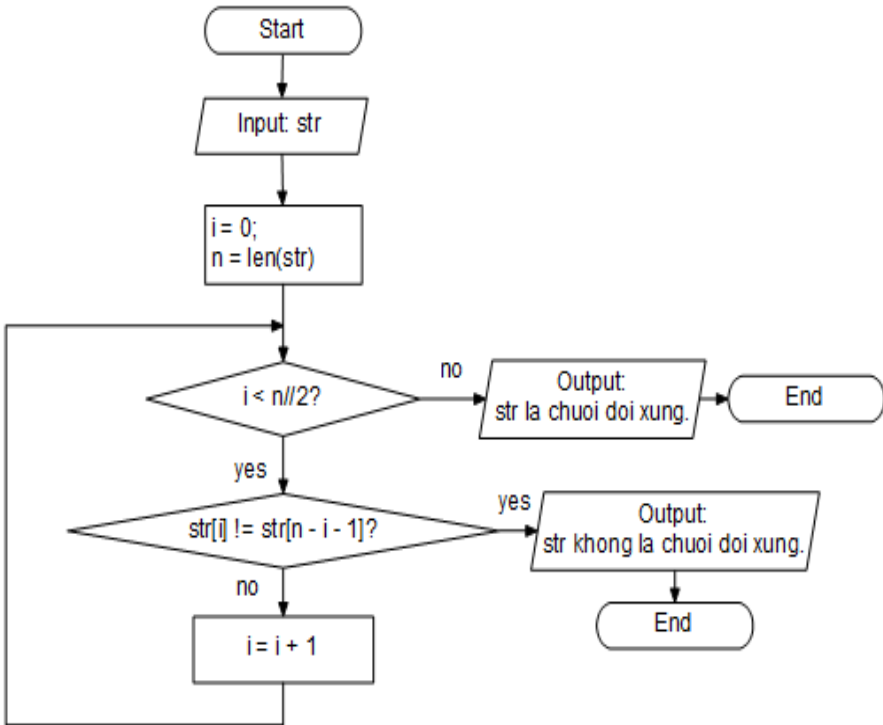 Start
Input: str
i = 0;
n = len(str)
i < n//2?
no
Output:
str la chuoi doi xung.
End
yes
str[i] != str[n - i - 1]?
yes
Output:
str khong la chuoi doi xung.
End
no
i = i + 1